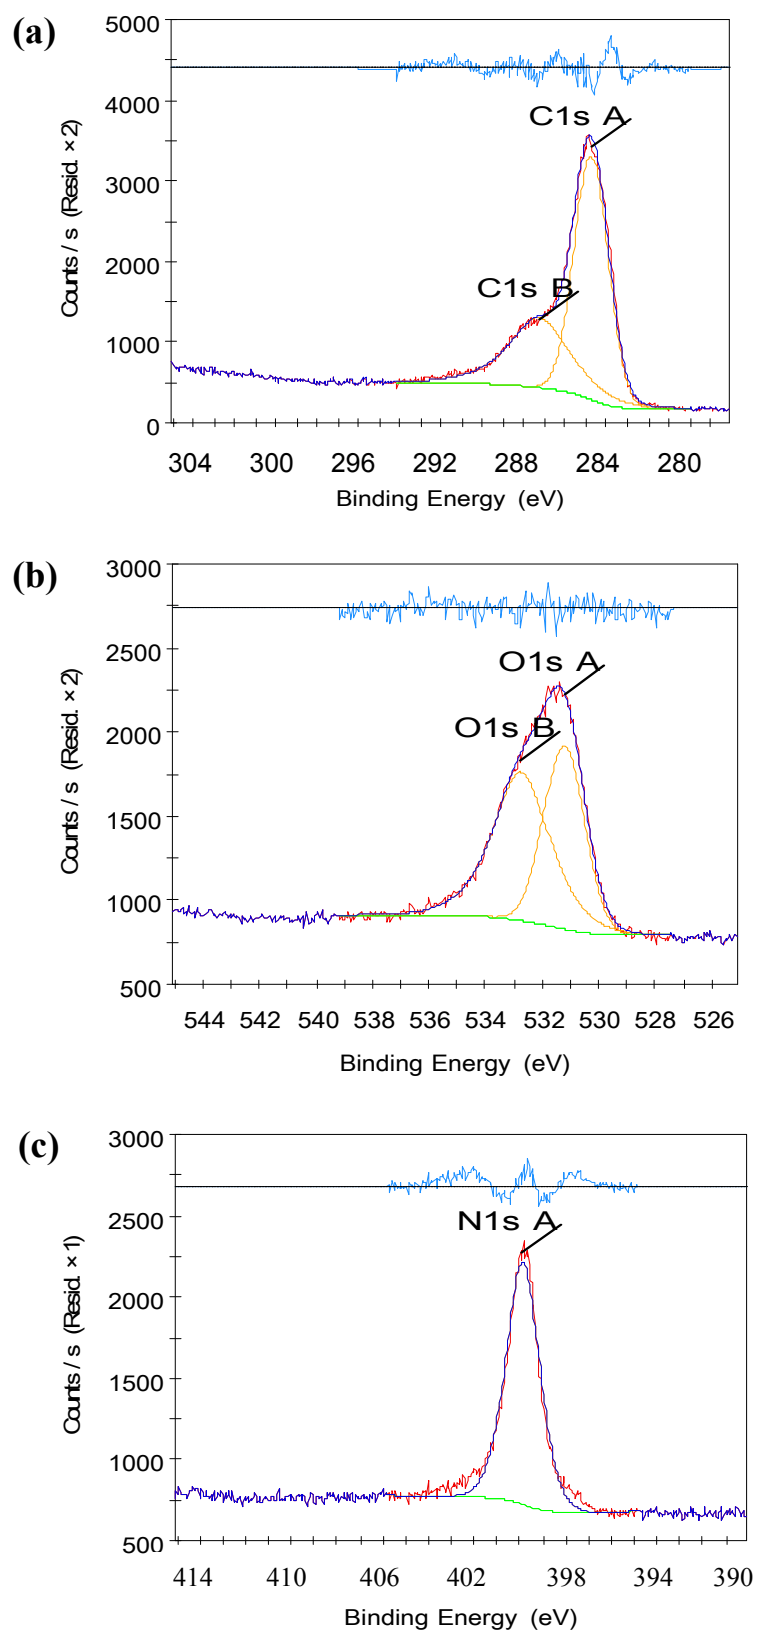 (a)
5000
4000
3000
2000
1000
0
Counts / s (Resid. × 2)
C1s A
C1s B
304 300 296 292 288 284 280
Binding Energy (eV)
(b)
3000
2500
2000
1500
1000
500
Counts / s (Resid. × 2)
O1s A
O1s B
544 542 540 538 536 534 532 530 528 526
Binding Energy (eV)
(c)
3000
2500
2000
1500
1000
500
Counts / s (Resid. × 1)
N1s A
414 410 406 402 398 394 390
Binding Energy (eV)